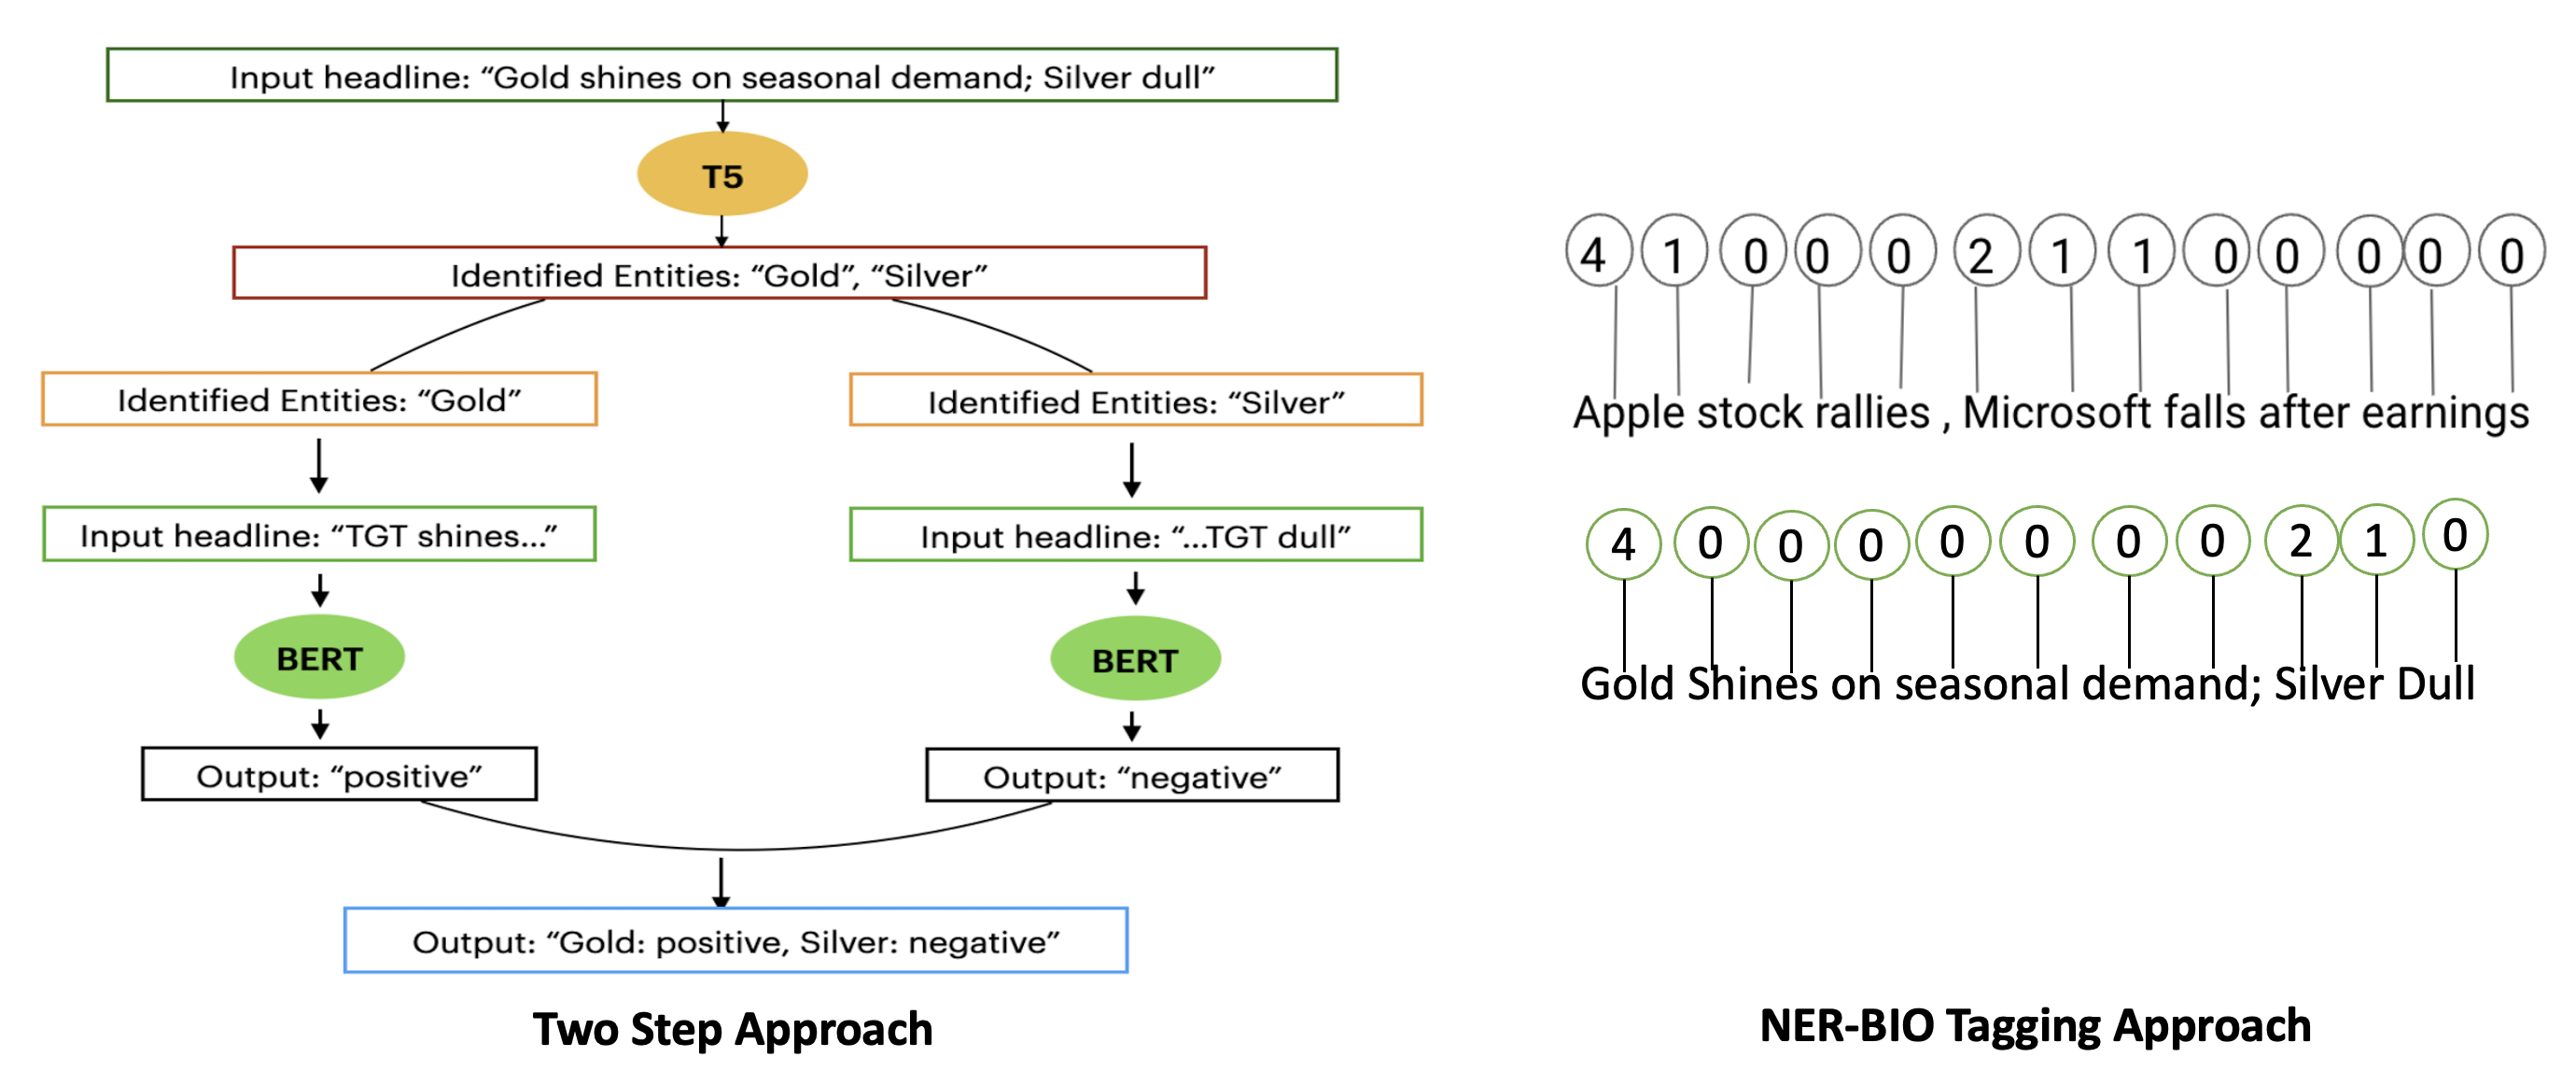 Input headline: “Gold shines on seasonal demand; Silver dull”
T5
Identified Entities: “Gold”, “Silver”
Identified Entities: “Gold”
Identified Entities: “Silver”
Input headline: “TGT shines...”
Input headline: “...TGT dull”
BERT
BERT
Output: “positive”
Output: “negative”
Output: “Gold: positive, Silver: negative”
Two Step Approach
4 1 0 0 0 2 1 1 0 0 0 0 0
Apple stock rallies , Microsoft falls after earnings
4 0 0 0 0 0 0 0 2 1 0
Gold Shines on seasonal demand; Silver Dull
NER-BIO Tagging Approach